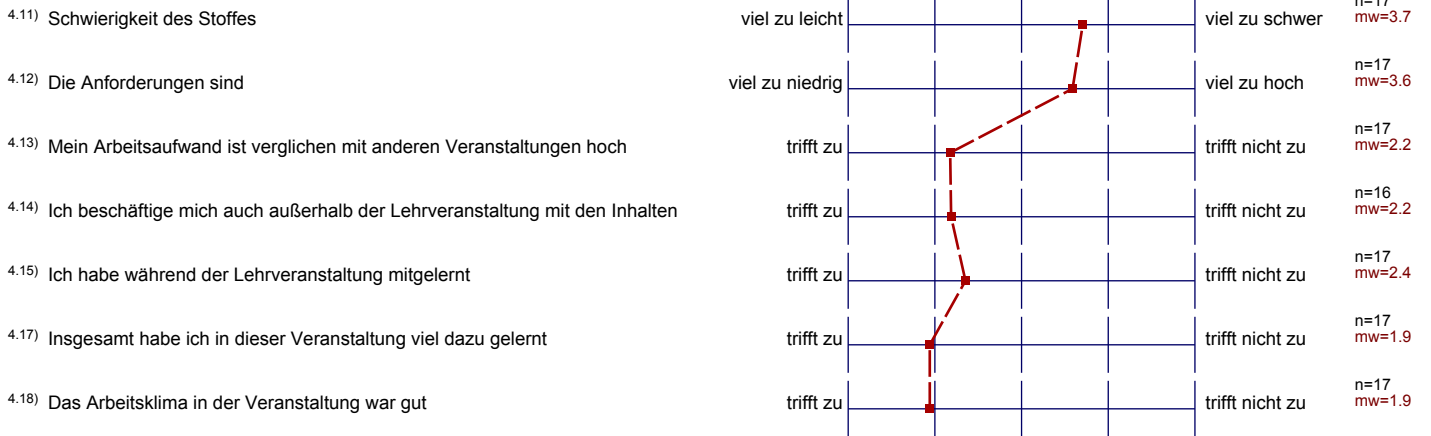 4.11) Schwierigkeit des Stoffes viel zu leicht viel zu schwer n=17
mw=3.7
4.12) Die Anforderungen sind viel zu niedrig viel zu hoch n=17
mw=3.6
4.13) Mein Arbeitsaufwand ist verglichen mit anderen Veranstaltungen hoch trifft zu trifft nicht zu n=17
mw=2.2
4.14) Ich beschäftige mich auch außerhalb der Lehrveranstaltung mit den Inhalten trifft zu trifft nicht zu n=16
mw=2.2
4.15) Ich habe während der Lehrveranstaltung mitgelernt trifft zu trifft nicht zu n=17
mw=2.4
4.17) Insgesamt habe ich in dieser Veranstaltung viel dazu gelernt trifft zu trifft nicht zu n=17
mw=1.9
4.18) Das Arbeitsklima in der Veranstaltung war gut trifft zu trifft nicht zu n=17
mw=1.9